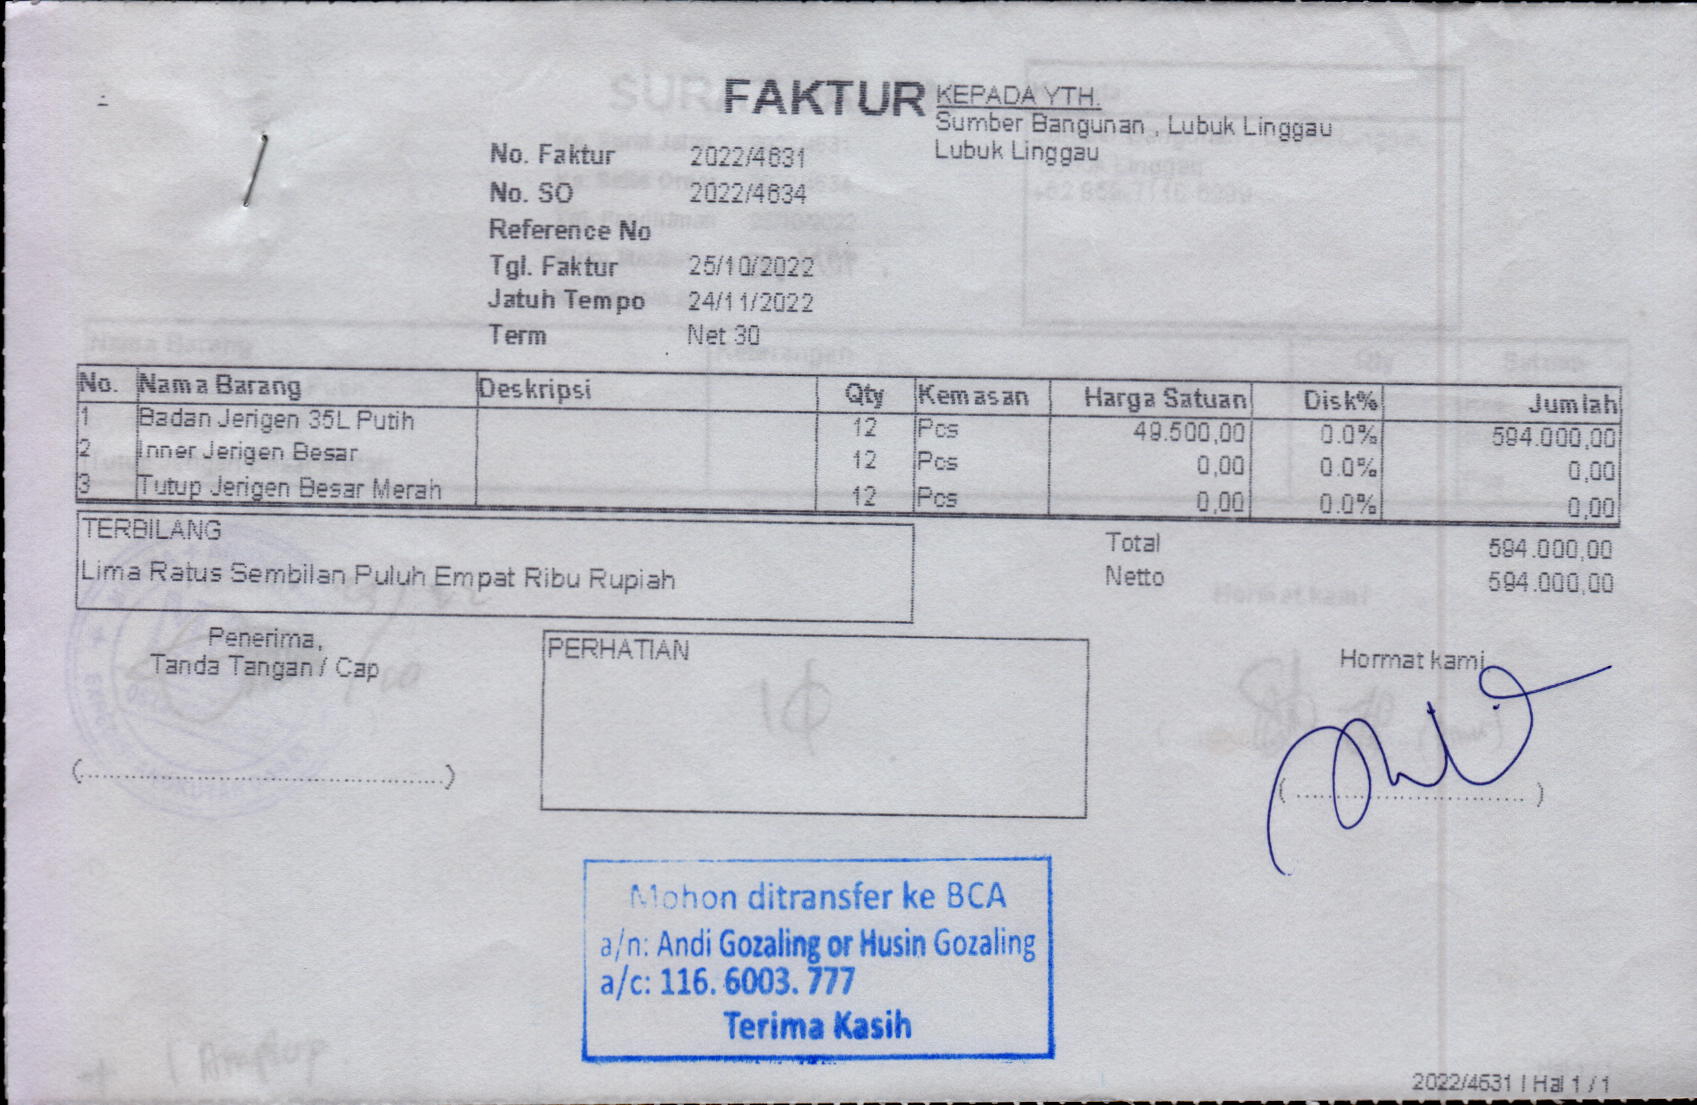 FAKTUR
KEPADA YTH.
Sumber Bangunan , Lubuk Linggau
Lubuk Linggau
No. Faktur 2022/4631
No. SO 2022/4634
Reference No
Tgl. Faktur 25/10/2022
Jatuh Tempo 24/11/2022
Term Net 30
No. Nama Barang Deskripsi Qty Kemasan Harga Satuan Disk% Jumlah
1 Badan Jerigen 35L Putih 12 Pcs 49.500,00 0.0% 594.000,00
2 Inner Jerigen Besar 12 Pcs 0,00 0.0% 0,00
3 Tutup Jerigen Besar Merah 12 Pcs 0,00 0.0% 0,00
TERBILANG
Lima Ratus Sembilan Puluh Empat Ribu Rupiah
Total 594.000,00
Netto 594.000,00
Penerima,
Tanda Tangan / Cap
(..............................................)
PERHATIAN
Hormat kami
(.............................)
Mohon ditransfer ke BCA
a/n: Andi Gozaling or Husin Gozaling
a/c: 116. 6003. 777
Terima Kasih
2022/4631 | Hal 1 / 1